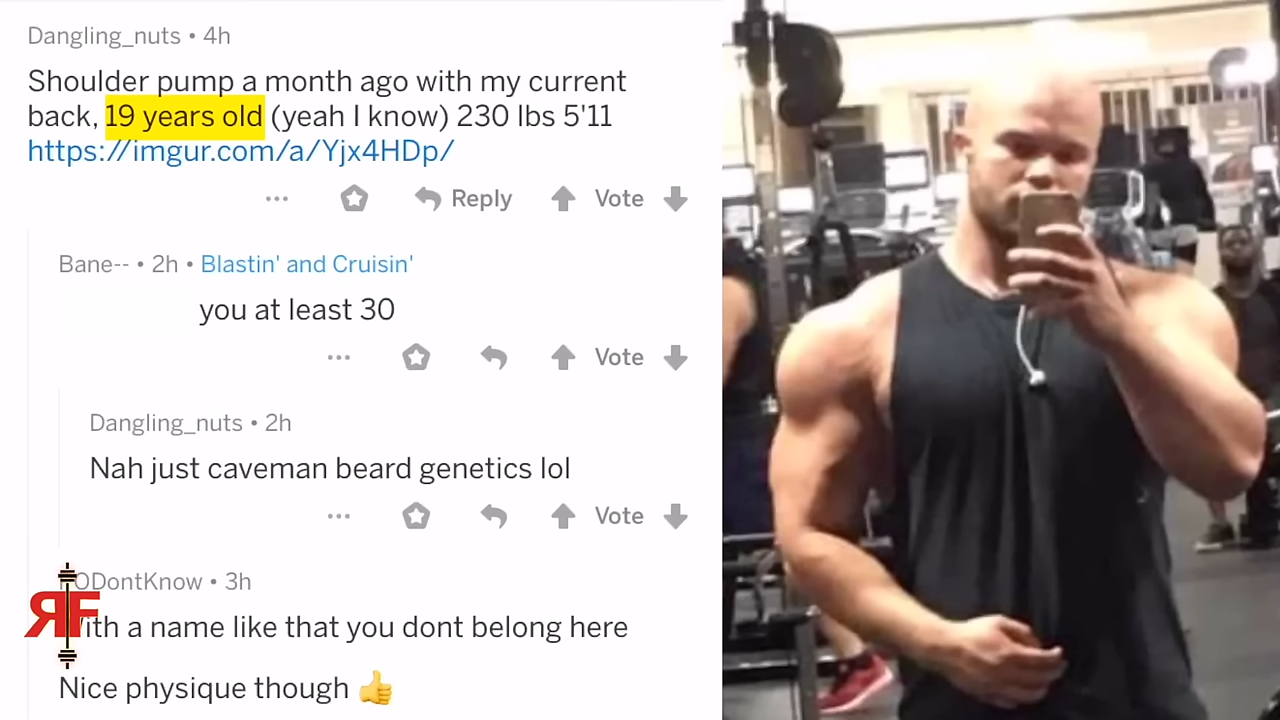 Dangling_nuts • 4h
Shoulder pump a month ago with my current
back, 19 years old (yeah I know) 230 lbs 5'11
https://imgur.com/a/Yjx4HDp/
... Reply Vote
Bane-- • 2h • Blastin' and Cruisin'
you at least 30
... Vote
Dangling_nuts • 2h
Nah just caveman beard genetics lol
... Vote
ODontKnow • 3h
RF
ith a name like that you dont belong here
Nice physique though 👍